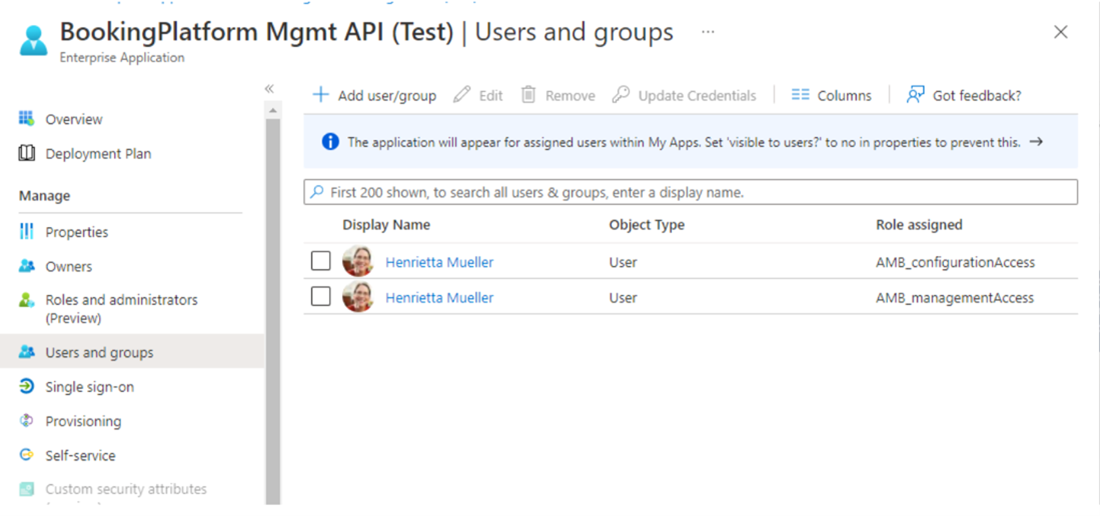 BookingPlatform Mgmt API (Test) | Users and groups ...
Enterprise Application
Overview
Deployment Plan
Manage
Properties
Owners
Roles and administrators
(Preview)
Users and groups
Single sign-on
Provisioning
Self-service
Custom security attributes
Add user/group Edit Remove Update Credentials Columns Got feedback?
The application will appear for assigned users within My Apps. Set 'visible to users?' to no in properties to prevent this. →
First 200 shown, to search all users & groups, enter a display name.
Display Name Object Type Role assigned
Henrietta Mueller User AMB_configurationAccess
Henrietta Mueller User AMB_managementAccess